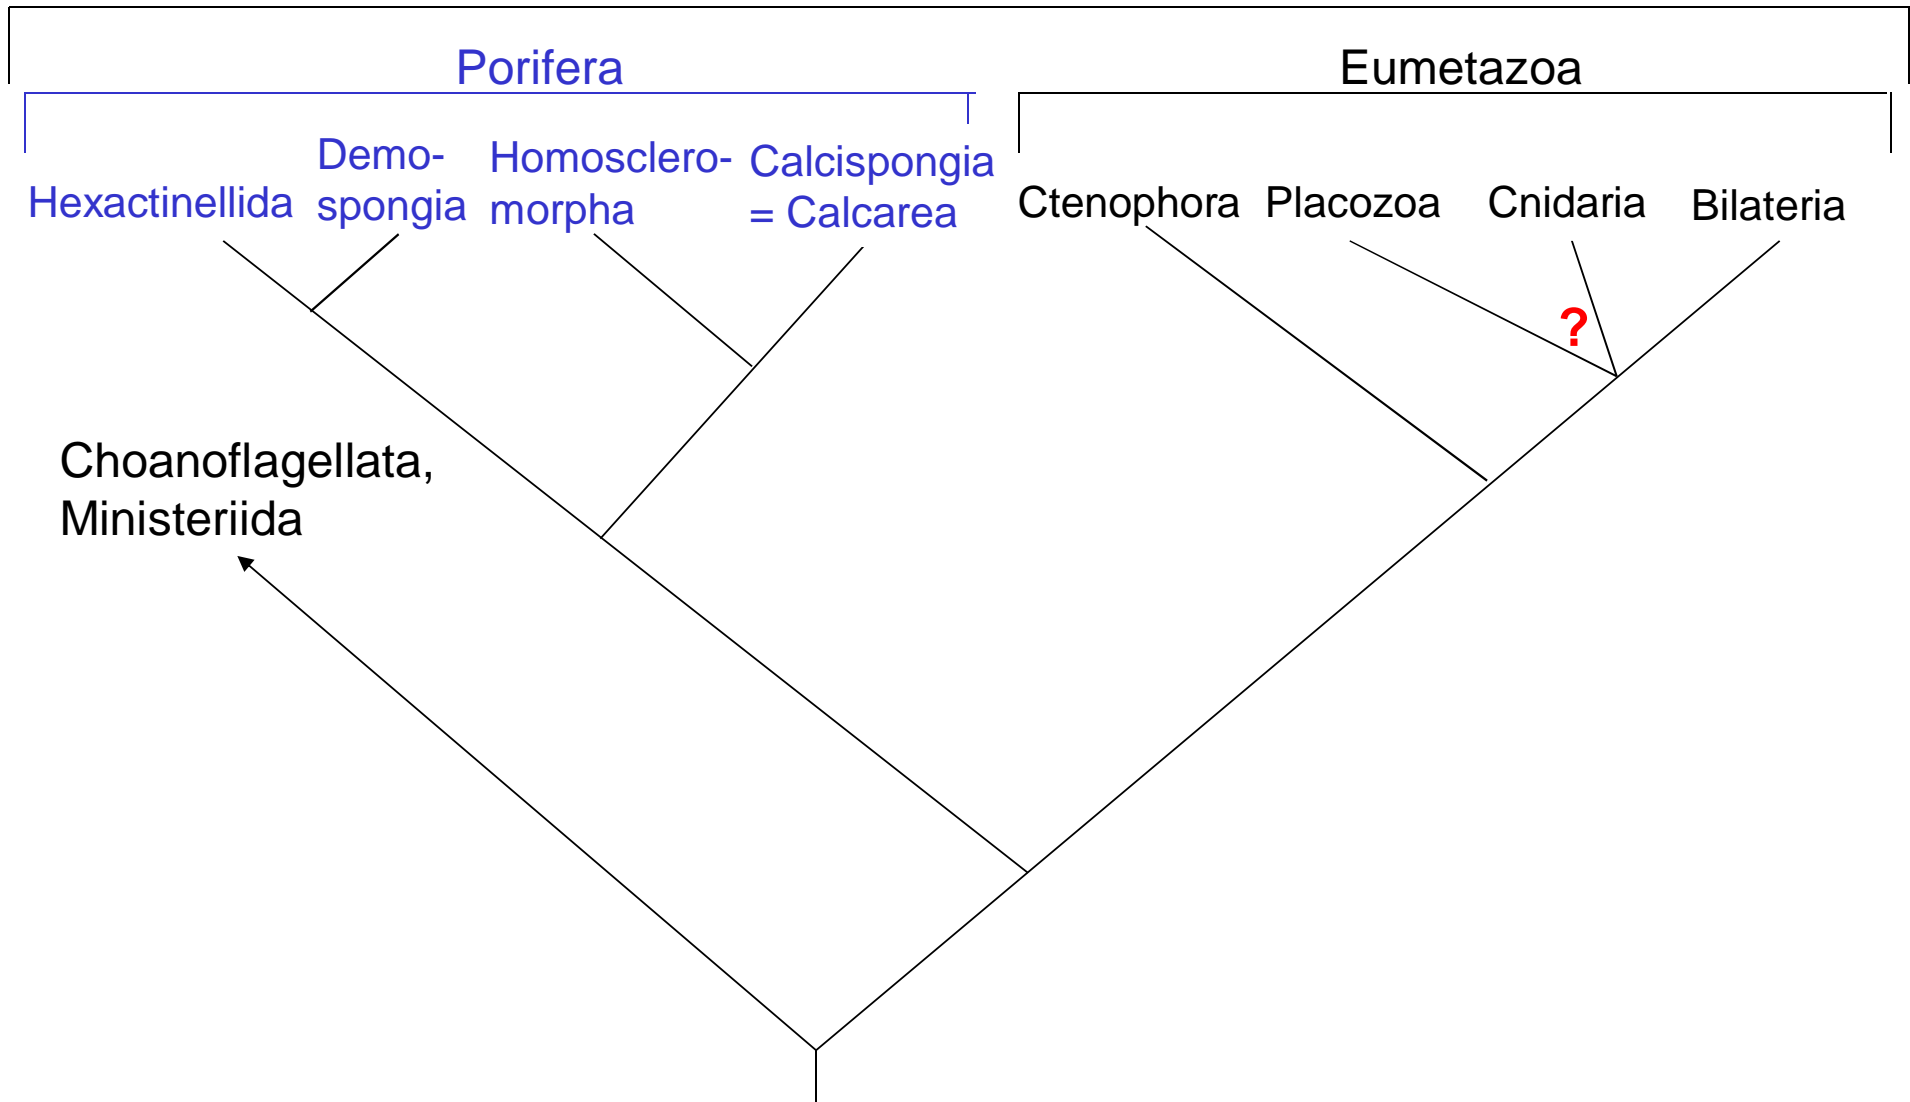 Porifera
Eumetazoa
Hexactinellida
Demo-
spongia
Homosclero-
morpha
Calcispongia
= Calcarea
Ctenophora
Placozoa
Cnidaria
Bilateria
?
Choanoflagellata,
Ministeriida